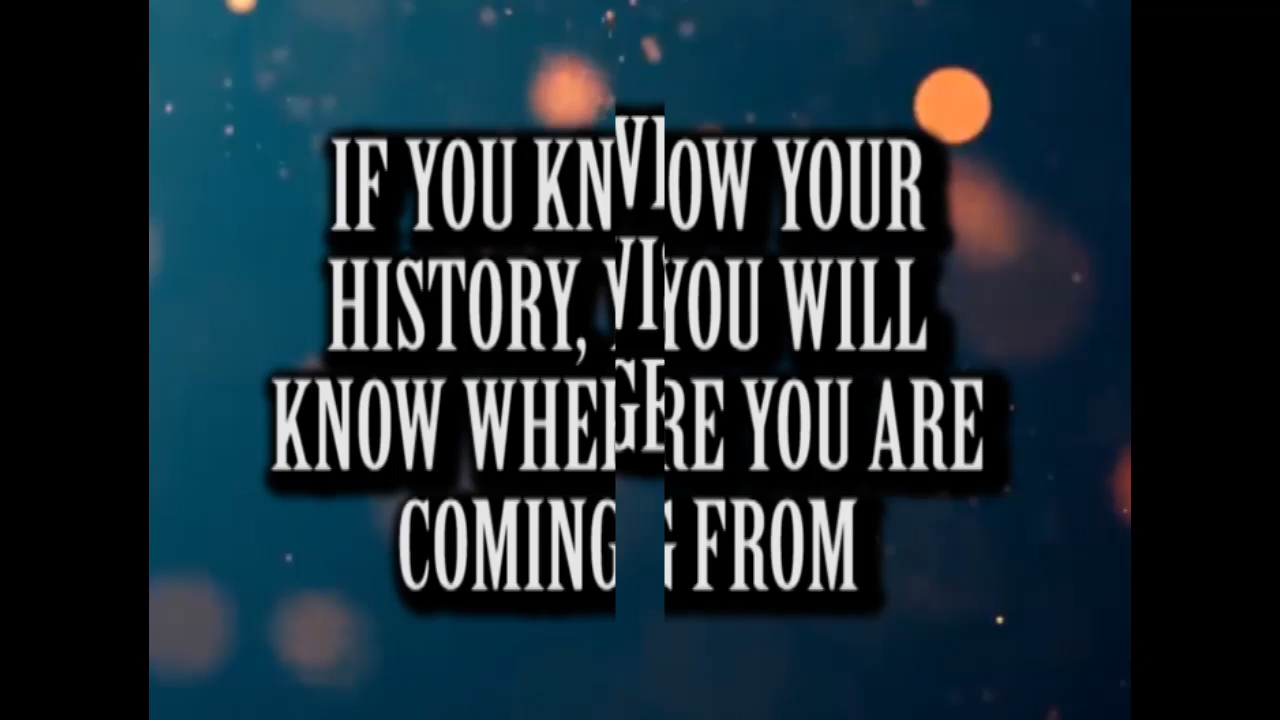 IF YOU KNOW YOUR
HISTORY, YOU WILL
KNOW WHERE YOU ARE
COMING FROM